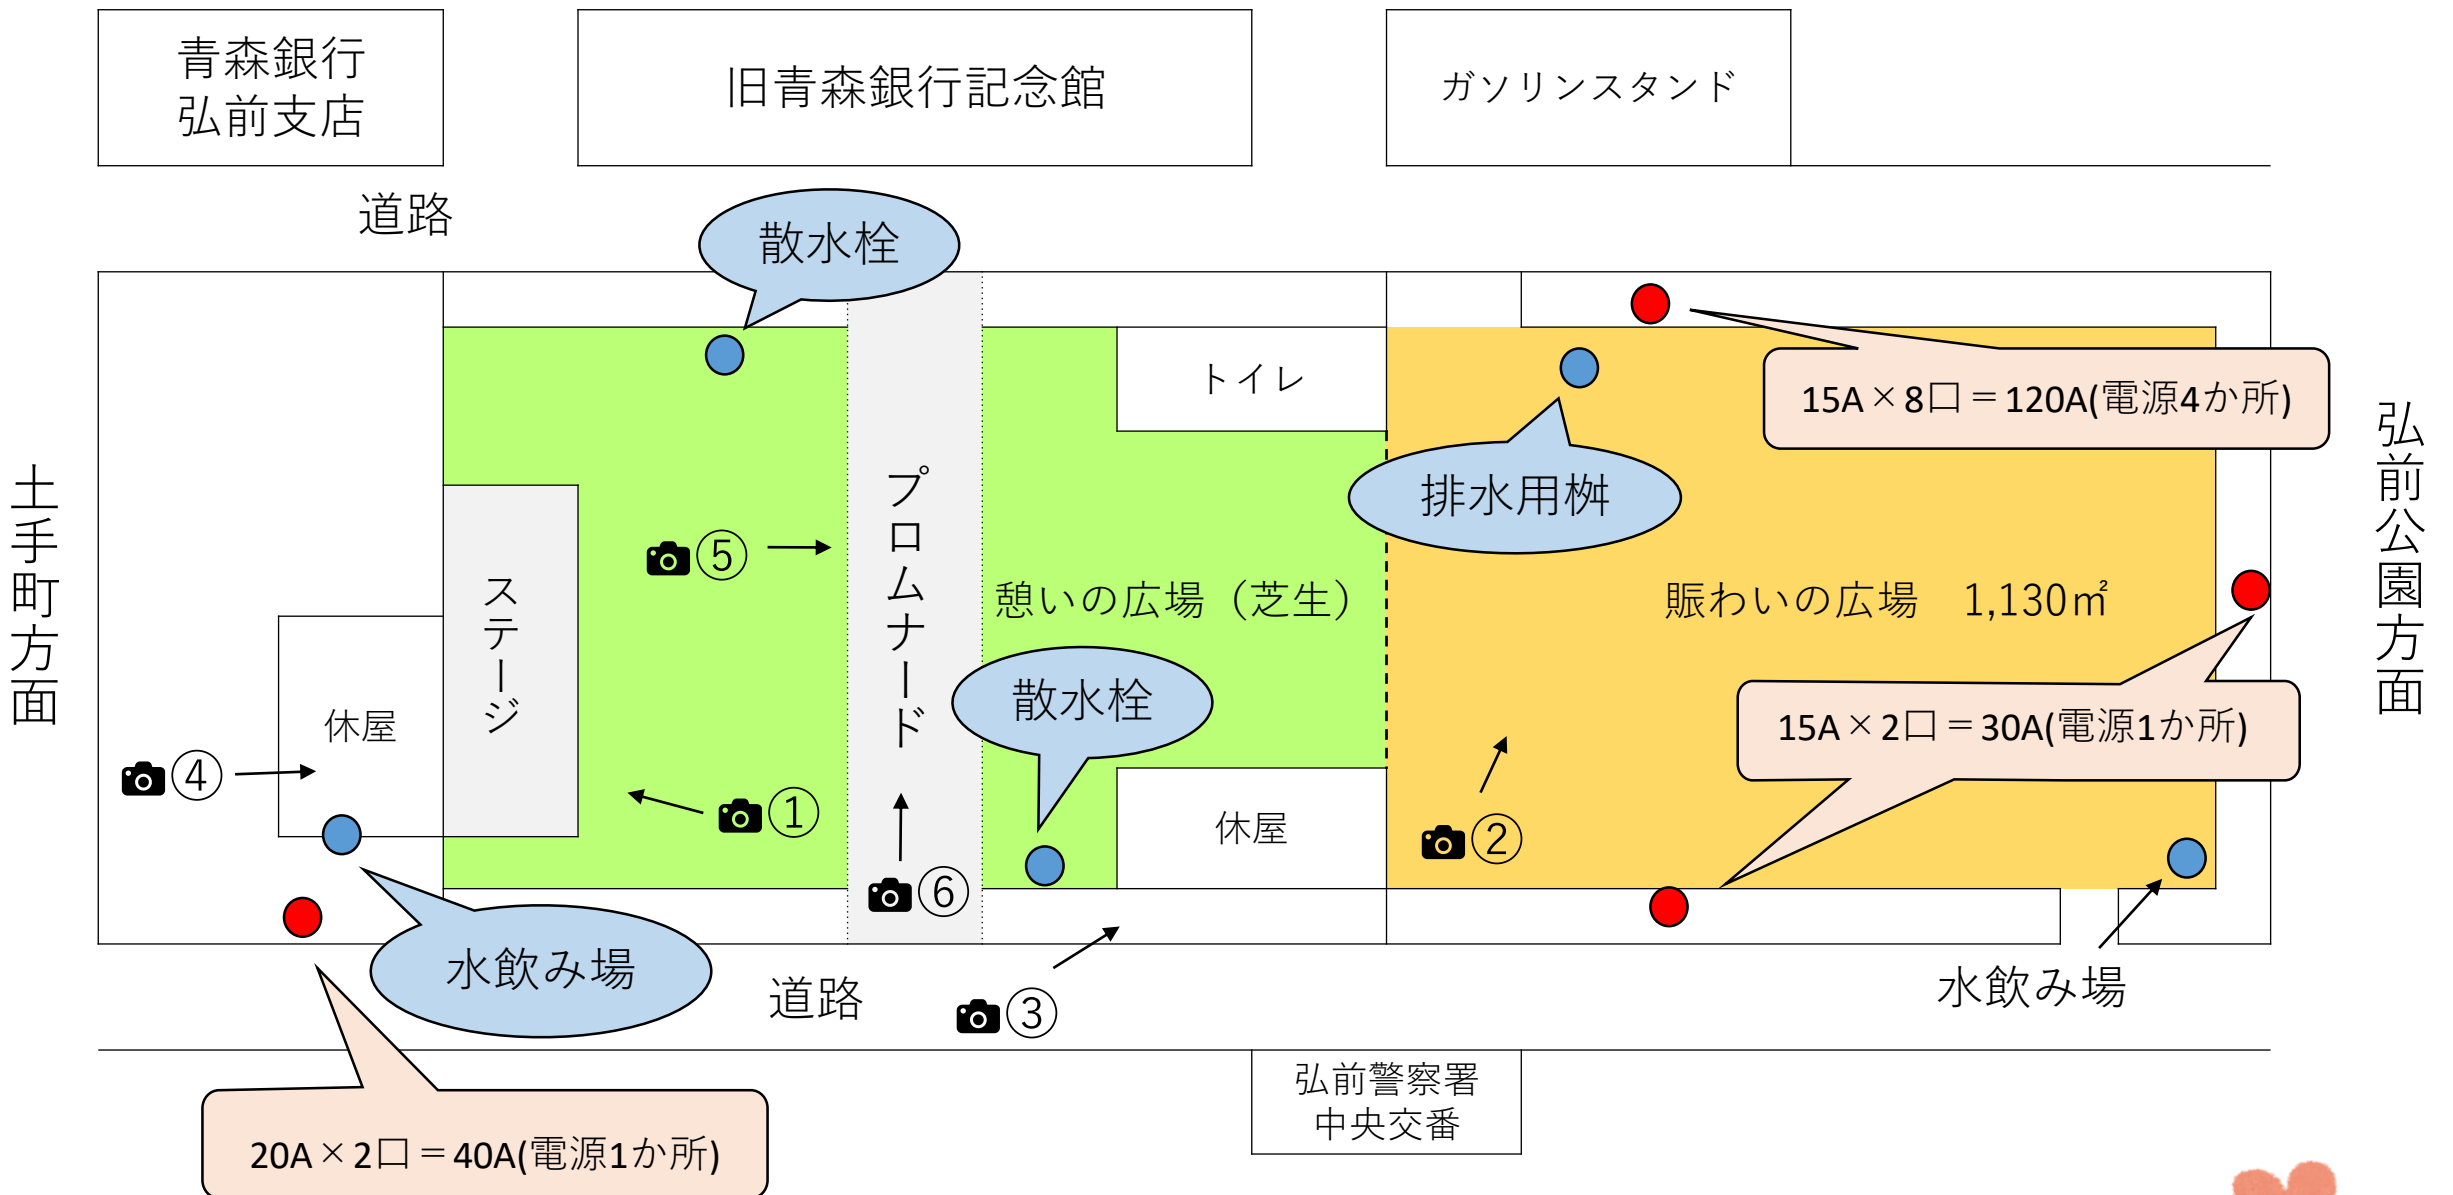 青森銀行
弘前支店
旧青森銀行記念館
ガソリンスタンド
道路
散水栓
トイレ
15A×8口＝120A(電源4か所)
排水用桝
土手町方面
弘前公園方面
プロムナード
⑤
ステージ
憩いの広場（芝生）
賑わいの広場　1,130㎡
散水栓
休屋
15A×2口＝30A(電源1か所)
④
①
休屋
②
⑥
水飲み場
道路
③
水飲み場
弘前警察署
中央交番
20A×2口＝40A(電源1か所)